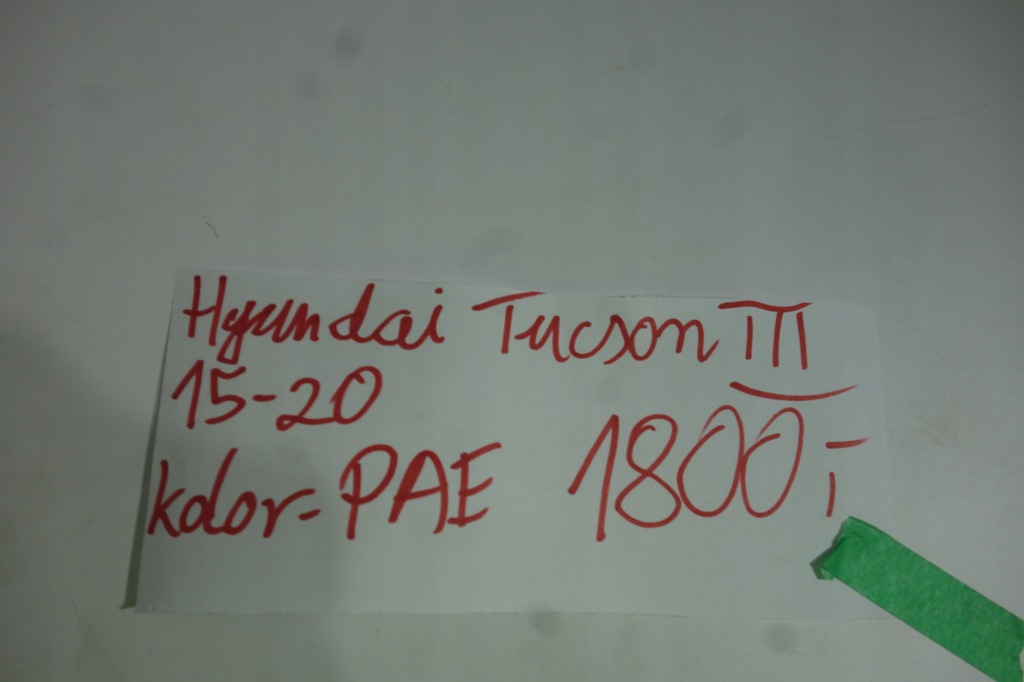 Hyundai Tucson III
15-20
kolor-PAE 1800,-